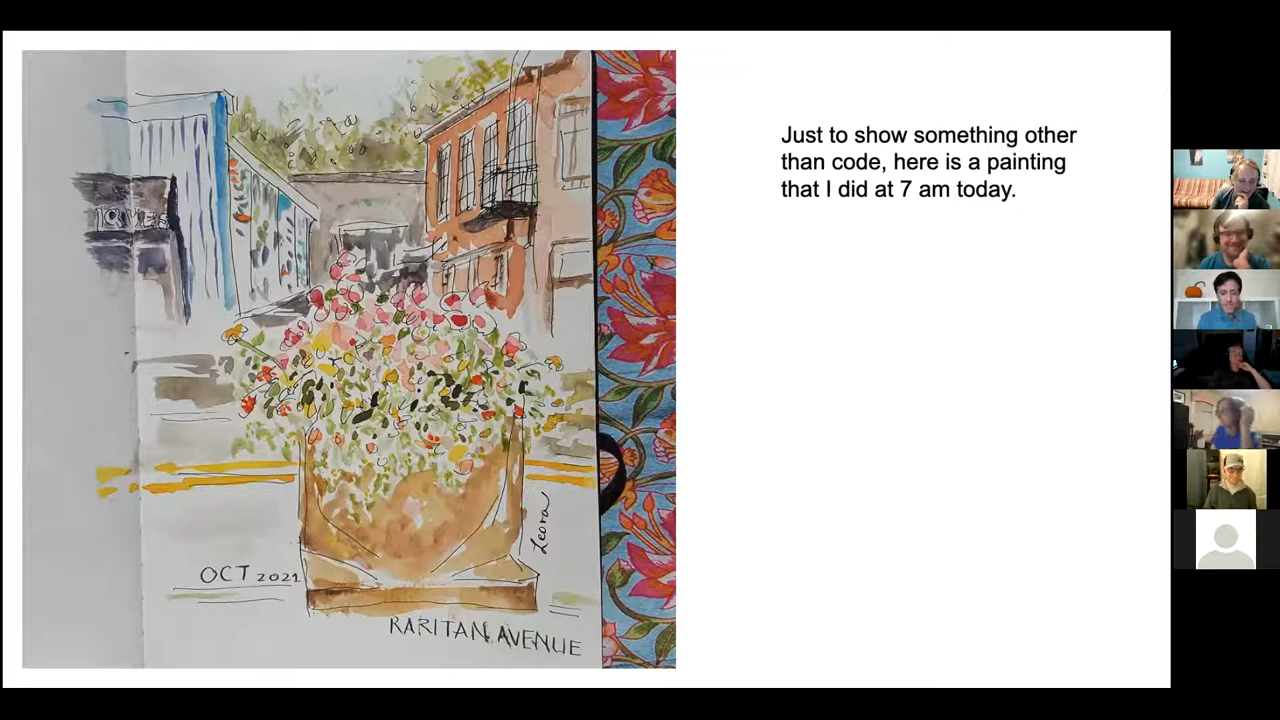 Just to show something other
than code, here is a painting
that I did at 7 am today.
Leora
OCT 2021
RARITAN AVENUE